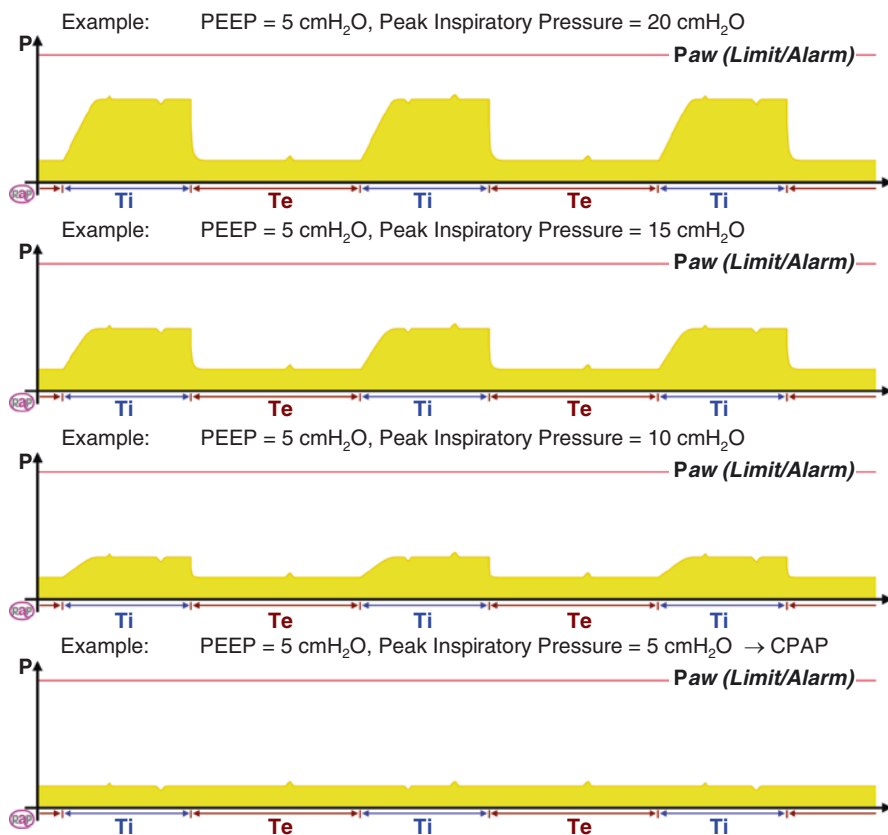 Example: PEEP = 5 cmH₂O, Peak Inspiratory Pressure = 20 cmH₂O
P
Paw (Limit/Alarm)
Ti Te Ti Te Ti
Example: PEEP = 5 cmH₂O, Peak Inspiratory Pressure = 15 cmH₂O
P
Paw (Limit/Alarm)
Ti Te Ti Te Ti
Example: PEEP = 5 cmH₂O, Peak Inspiratory Pressure = 10 cmH₂O
P
Paw (Limit/Alarm)
Ti Te Ti Te Ti
Example: PEEP = 5 cmH₂O, Peak Inspiratory Pressure = 5 cmH₂O → CPAP
P
Paw (Limit/Alarm)
Ti Te Ti Te Ti